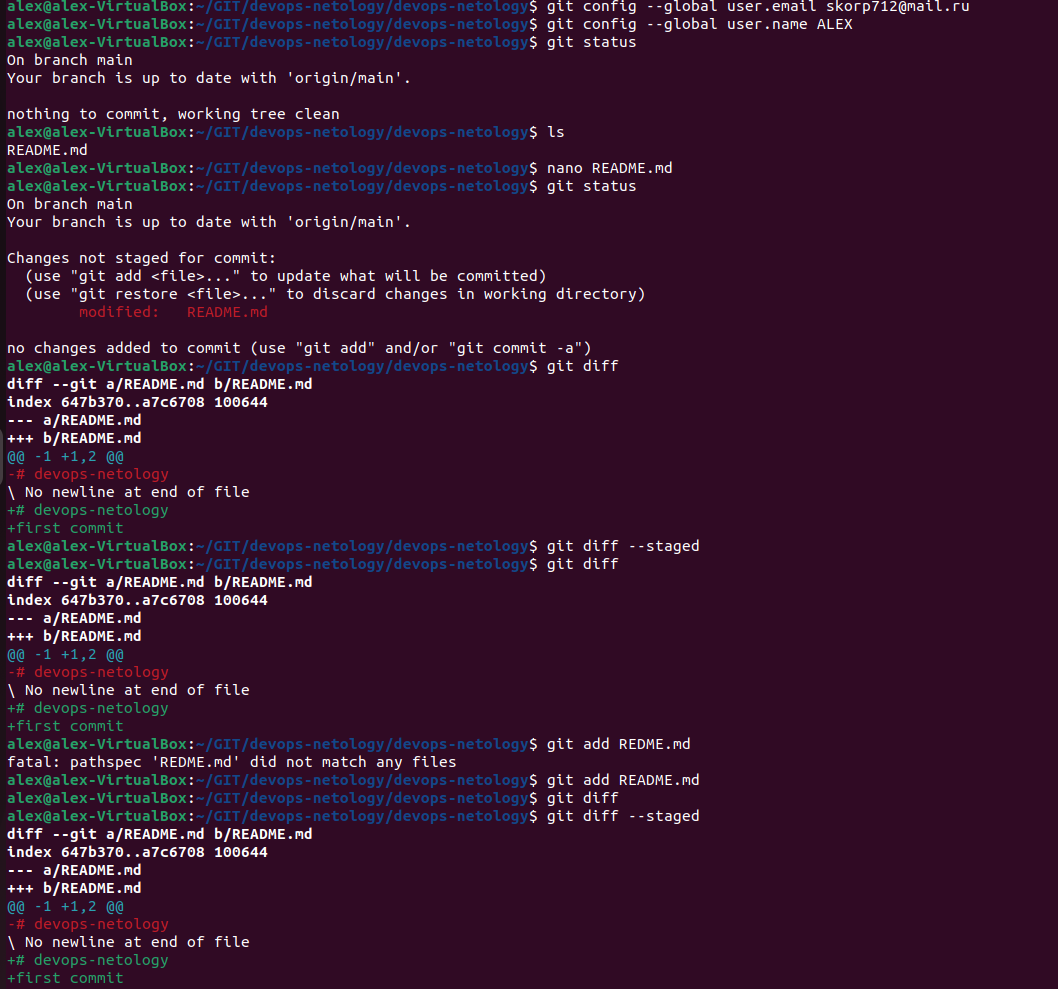 alex@alex-VirtualBox:~/GIT/devops-netology/devops-netology$ git config --global user.email skorp712@mail.ru
alex@alex-VirtualBox:~/GIT/devops-netology/devops-netology$ git config --global user.name ALEX
alex@alex-VirtualBox:~/GIT/devops-netology/devops-netology$ git status
On branch main
Your branch is up to date with 'origin/main'.

nothing to commit, working tree clean
alex@alex-VirtualBox:~/GIT/devops-netology/devops-netology$ ls
README.md
alex@alex-VirtualBox:~/GIT/devops-netology/devops-netology$ nano README.md
alex@alex-VirtualBox:~/GIT/devops-netology/devops-netology$ git status
On branch main
Your branch is up to date with 'origin/main'.

Changes not staged for commit:
  (use "git add <file>..." to update what will be committed)
  (use "git restore <file>..." to discard changes in working directory)
        modified:   README.md

no changes added to commit (use "git add" and/or "git commit -a")
alex@alex-VirtualBox:~/GIT/devops-netology/devops-netology$ git diff
diff --git a/README.md b/README.md
index 647b370..a7c6708 100644
--- a/README.md
+++ b/README.md
@@ -1 +1,2 @@
-# devops-netology
\ No newline at end of file
+# devops-netology
+first commit
alex@alex-VirtualBox:~/GIT/devops-netology/devops-netology$ git diff --staged
alex@alex-VirtualBox:~/GIT/devops-netology/devops-netology$ git diff
diff --git a/README.md b/README.md
index 647b370..a7c6708 100644
--- a/README.md
+++ b/README.md
@@ -1 +1,2 @@
-# devops-netology
\ No newline at end of file
+# devops-netology
+first commit
alex@alex-VirtualBox:~/GIT/devops-netology/devops-netology$ git add REDME.md
fatal: pathspec 'REDME.md' did not match any files
alex@alex-VirtualBox:~/GIT/devops-netology/devops-netology$ git add README.md
alex@alex-VirtualBox:~/GIT/devops-netology/devops-netology$ git diff
alex@alex-VirtualBox:~/GIT/devops-netology/devops-netology$ git diff --staged
diff --git a/README.md b/README.md
index 647b370..a7c6708 100644
--- a/README.md
+++ b/README.md
@@ -1 +1,2 @@
-# devops-netology
\ No newline at end of file
+# devops-netology
+first commit